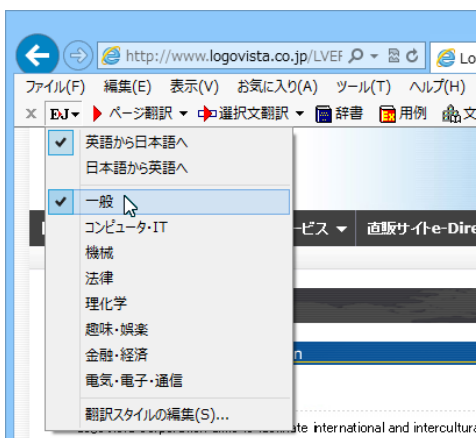 http://www.logovista.co.jp/LVEF
Lo
ファイル(F) 編集(E) 表示(V) お気に入り(A) ツール(T) ヘルプ(H)
EJ ページ翻訳 選択文翻訳 辞書 用例 文
英語から日本語へ
日本語から英語へ
一般
コンピュータ・IT
ービス 直販サイトe-Dire
機械
法律
理化学
趣味・娯楽
金融・経済
n
電気・電子・通信
翻訳スタイルの編集(S)...
international and intercultura